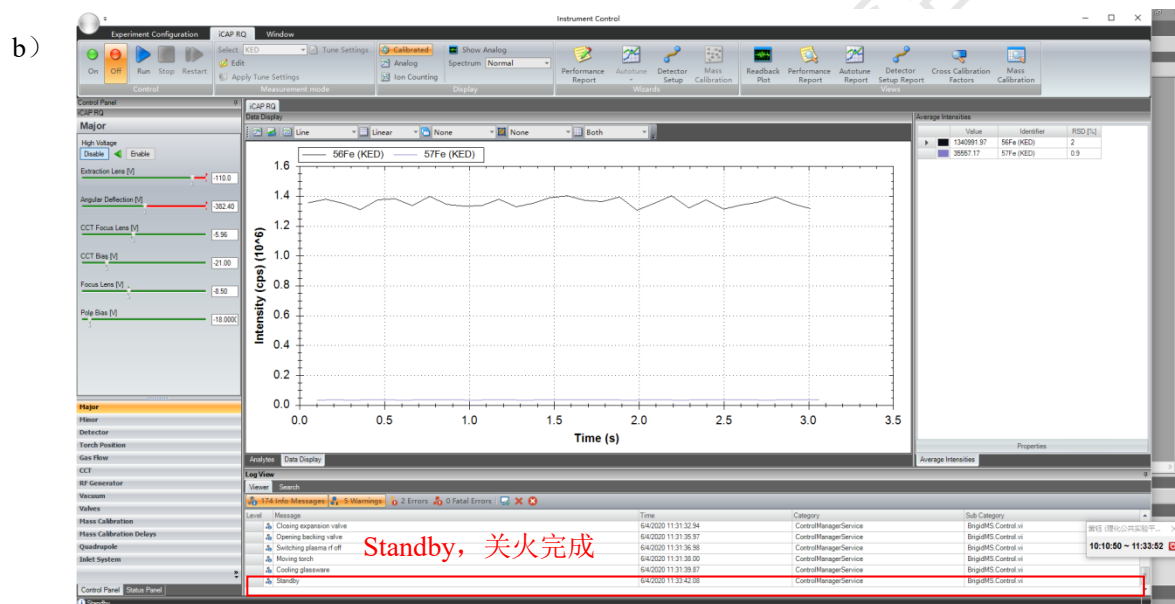 b）
Instrument Control
Experiment Configuration iCAP RQ Window
Select: KED Tune Settings Calibrated Show Analog
Edit Analog Spectrum Normal
Apply Tune Settings Ion Counting
On Off Run Stop Restart
Performance Report Autotune Detector Setup Mass Calibration
Readback Plot Performance Report Autotune Report Detector Setup Report Cross Calibration Factors Mass Calibration
Control Measurement mode Display Wizards Views
Control Panel
iCAP RQ
Major
High Voltage
Disable Enable
Extraction Lens [V]
-110.0
Angular Deflection [V]
-382.40
CCT Focus Lens [V]
-5.96
CCT Bias [V]
-21.00
Focus Lens [V]
-8.50
Pole Bias [V]
-18.0000
Major
Minor
Detector
Torch Position
Gas Flow
CCT
RF Generator
Vacuum
Valves
Mass Calibration
Mass Calibration Delays
Quadrupole
Inlet System
Control Panel Status Panel
Standby
iCAP RQ
Data Display
Line Linear None None Both
56Fe (KED) 57Fe (KED)
1.6
1.4
1.2
1.0
0.8
0.6
0.4
0.2
0.0
Intensity (cps) (10^6)
0.0 0.5 1.0 1.5 2.0 2.5 3.0 3.5
Time (s)
Analytes Data Display
Average Intensities
Value Identifier RSD [%]
1340991.97 56Fe (KED) 2
35557.17 57Fe (KED) 0.9
Properties
Average Intensities
Log View
Viewer Search
174 Info Messages 5 Warnings 2 Errors 0 Fatal Errors
Level Message Time Category Sub Category
Closing expansion valve 6/4/2020 11:31:32.94 ControlManagerService BrigidMS.Control.vi
Opening backing valve 6/4/2020 11:31:35.97 ControlManagerService BrigidMS.Control.vi
Switching plasma rf off 6/4/2020 11:31:36.98 ControlManagerService BrigidMS.Control.vi
Moving torch 6/4/2020 11:31:38.00 ControlManagerService BrigidMS.Control.vi
Cooling glassware 6/4/2020 11:31:39.87 ControlManagerService BrigidMS.Control.vi
Standby 6/4/2020 11:33:42.08 ControlManagerService BrigidMS.Control.vi
Standby，关火完成
10:10:50 ~ 11:33:52